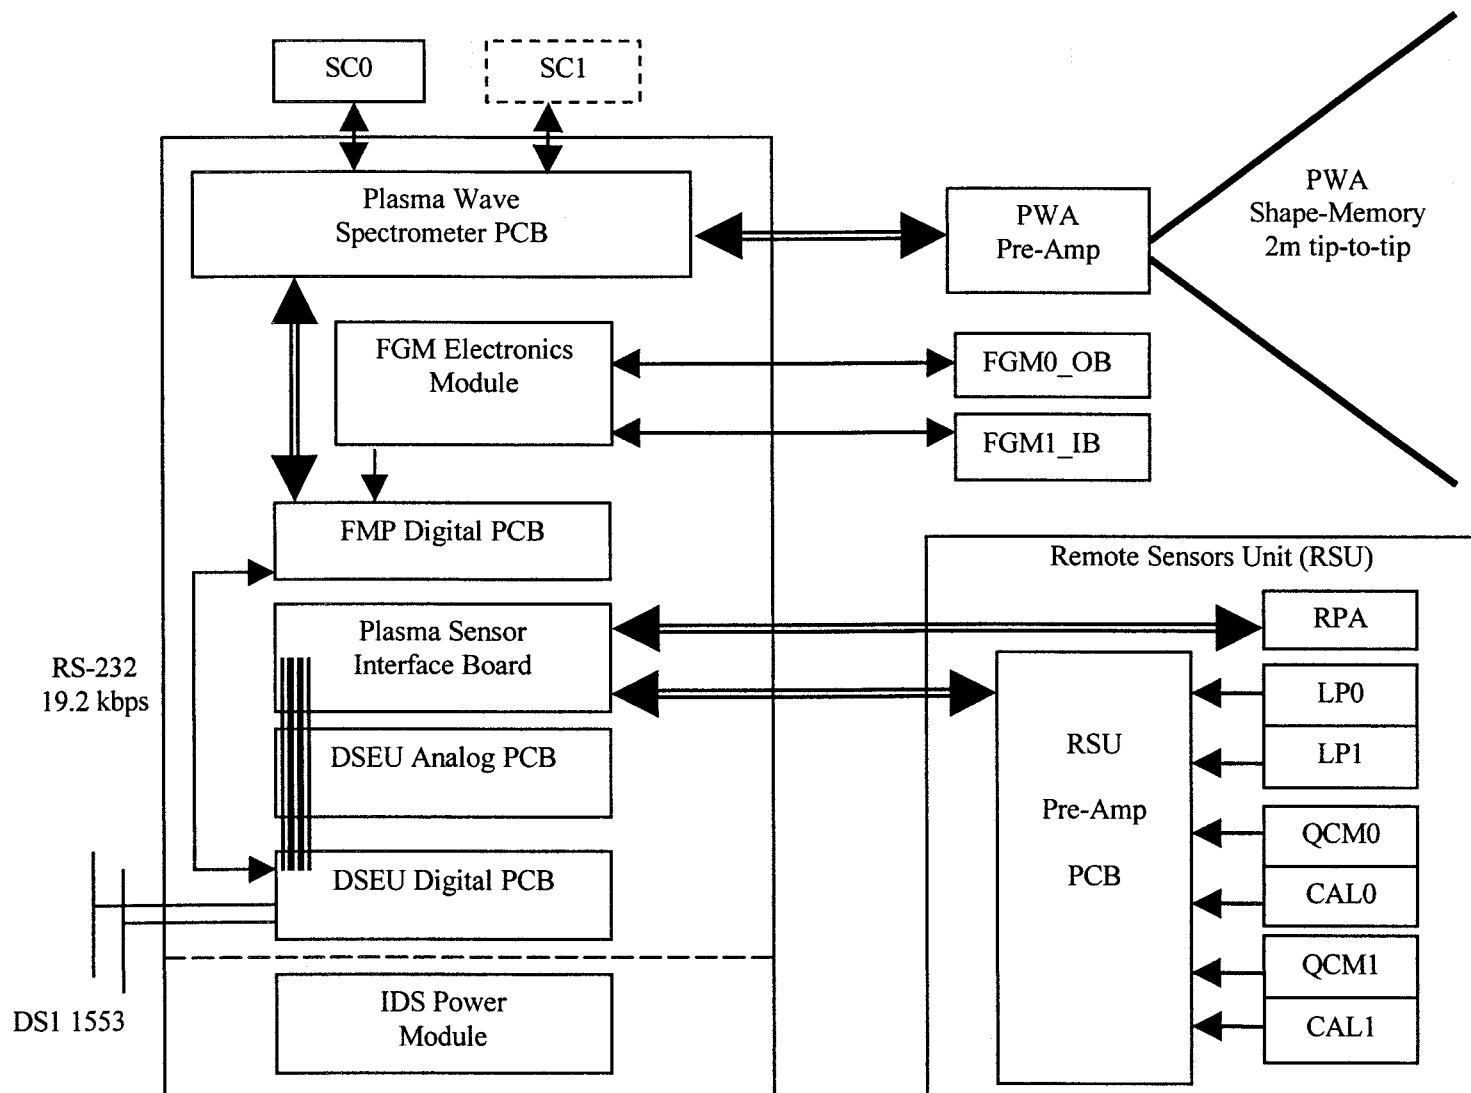 SC0
SC1
Plasma Wave
Spectrometer PCB
PWA
Pre-Amp
PWA
Shape-Memory
2m tip-to-tip
FGM Electronics
Module
FGM0_OB
FGM1_IB
FMP Digital PCB
Remote Sensors Unit (RSU)
Plasma Sensor
Interface Board
RPA
RS-232
19.2 kbps
LP0
LP1
DSEU Analog PCB
RSU
Pre-Amp
PCB
QCM0
CAL0
DSEU Digital PCB
QCM1
CAL1
IDS Power
Module
DS1 1553